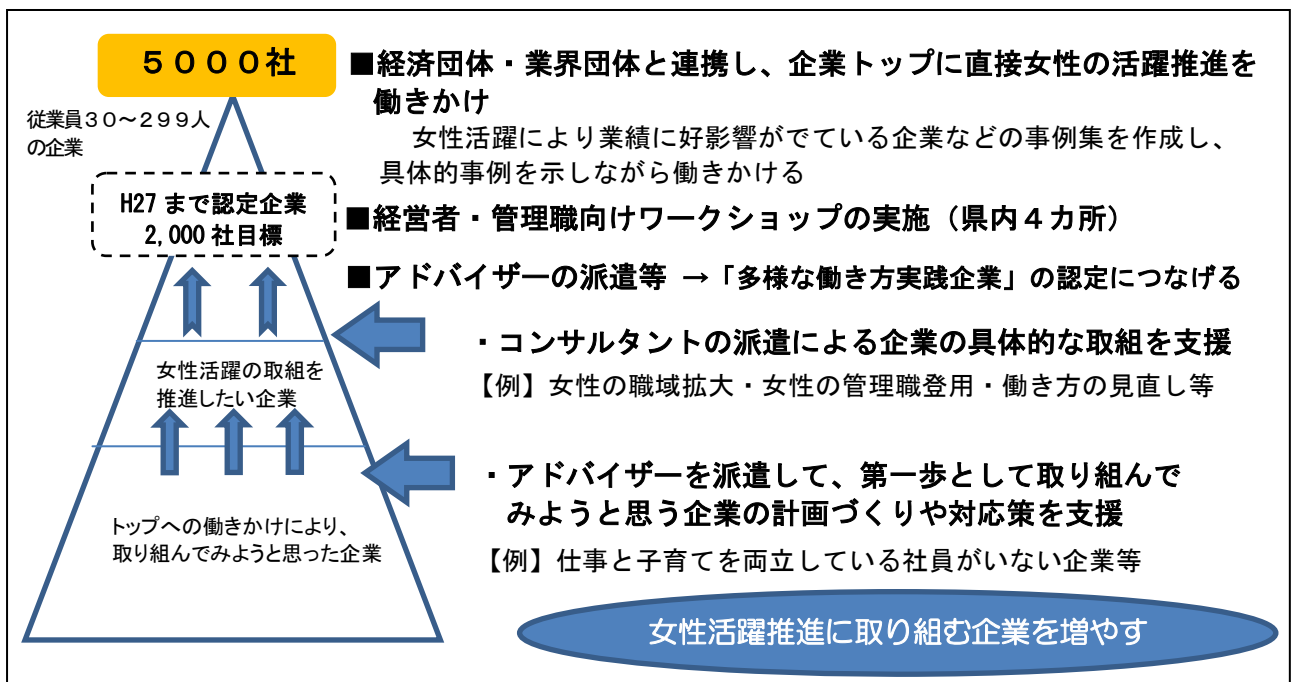 ５０００社
従業員３０～２９９人
の企業
H27 まで認定企業
2,000 社目標
女性活躍の取組を
推進したい企業
トップへの働きかけにより、
取り組んでみようと思った企業
■経済団体・業界団体と連携し、企業トップに直接女性の活躍推進を
働きかけ
女性活躍により業績に好影響がでている企業などの事例集を作成し、
具体的事例を示しながら働きかける
■経営者・管理職向けワークショップの実施（県内４カ所）
■アドバイザーの派遣等 →「多様な働き方実践企業」の認定につなげる
・コンサルタントの派遣による企業の具体的な取組を支援
【例】女性の職域拡大・女性の管理職登用・働き方の見直し等
・アドバイザーを派遣して、第一歩として取り組んで
みようと思う企業の計画づくりや対応策を支援
【例】仕事と子育てを両立している社員がいない企業等
女性活躍推進に取り組む企業を増やす